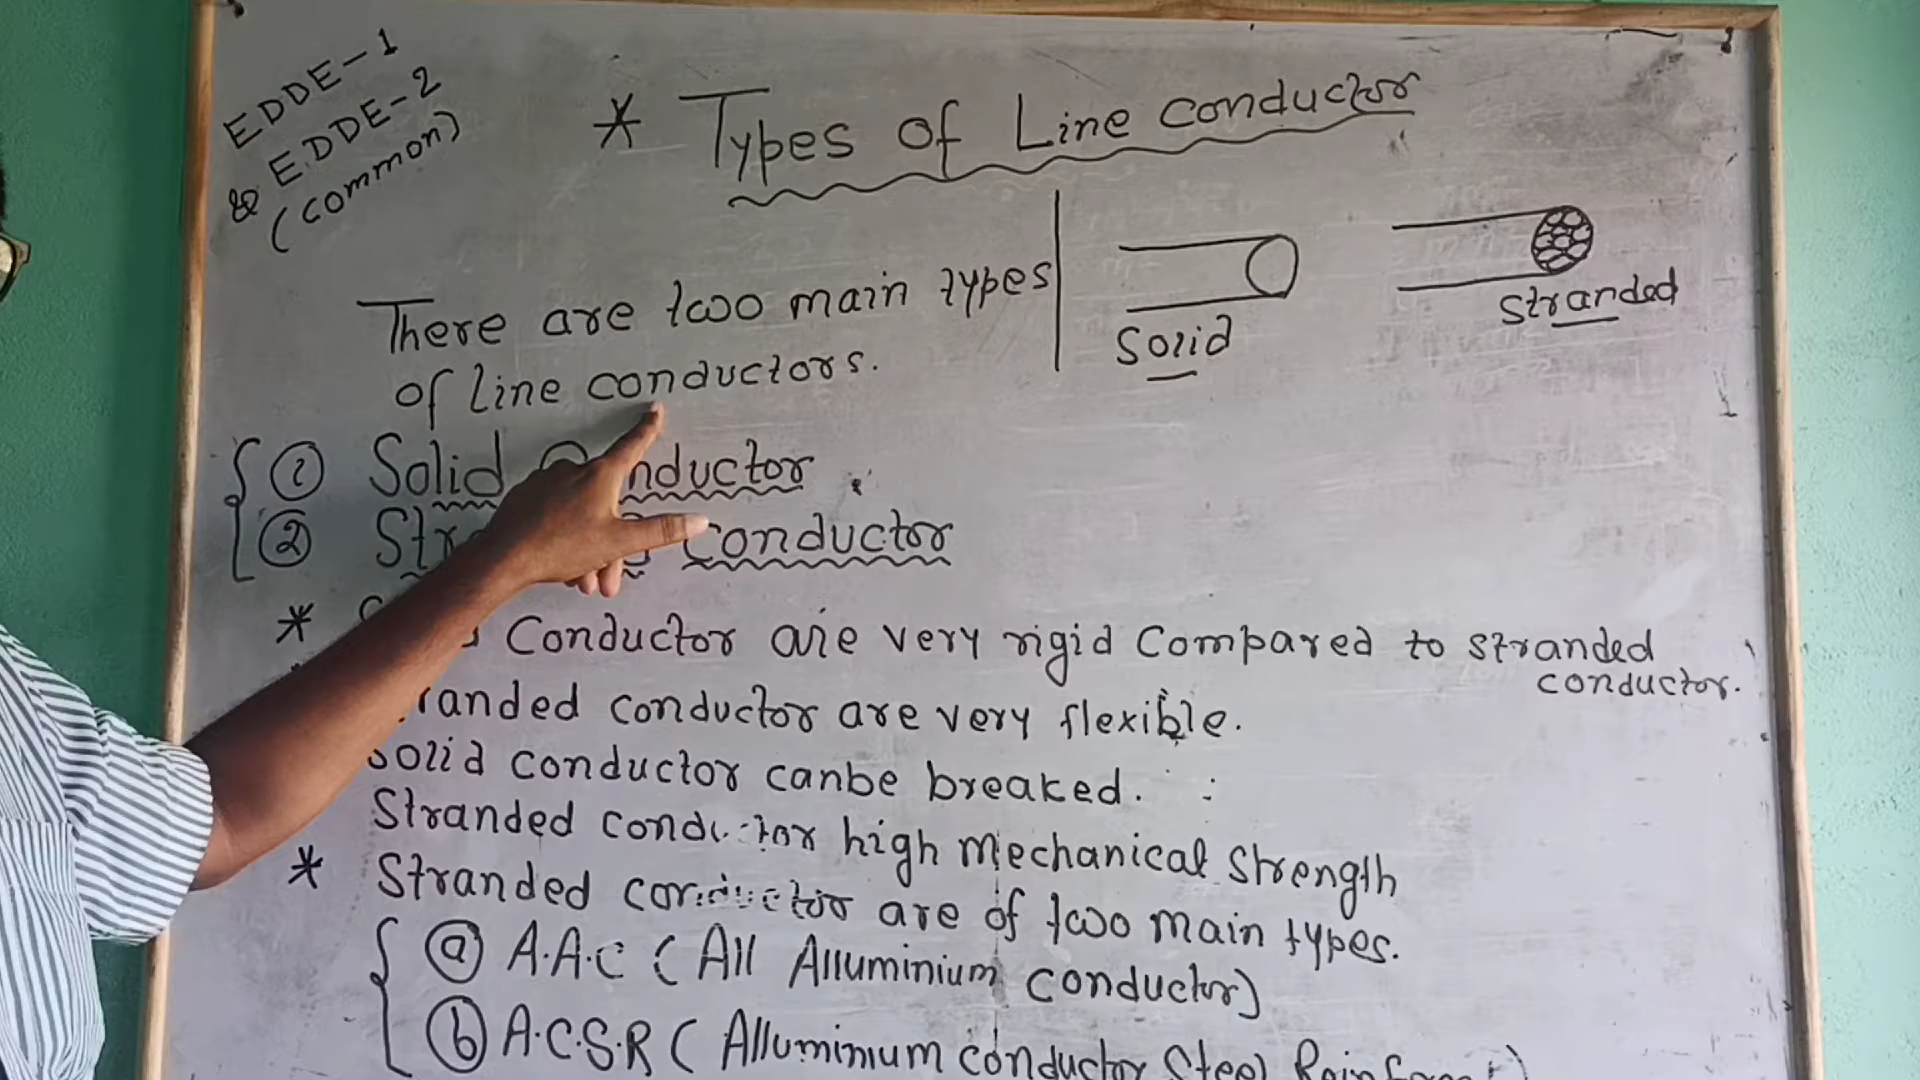 EDDE-1
& EDDE-2
(common)
* Types of Line conductor
There are two main types
of line conductors.
Solid
Stranded
① Solid Conductor
② Conductor
* Conductor are very rigid Compared to stranded
conductor.
conductor are very flexible.
Solid conductor canbe breaked.
Stranded conductor high Mechanical Strength
* Stranded conductor are of two main types.
ⓐ A.A.C (All Alluminium conductor)
ⓑ A.C.S.R (Alluminium conductor Steel